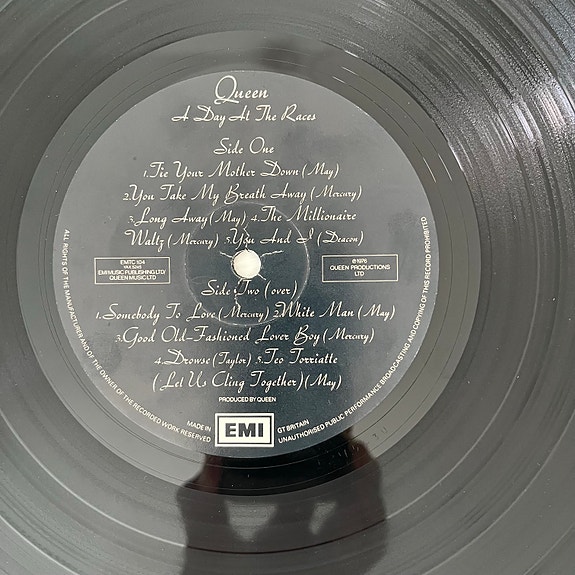 Queen
A Day At The Races
Side One
1.Tie Your Mother Down (May)
2.You Take My Breath Away (Mercury)
3.Long Away (May) 4.The Millionaire
Waltz (Mercury) 5.You And I (Deacon)
EMTC 104
EMI MUSIC PUBLISHING LTD/
QUEEN MUSIC LTD
℗1976
QUEEN PRODUCTIONS
LTD
Side Two (over)
1.Somebody To Love (Mercury) 2.White Man (May)
3.Good Old-Fashioned Lover Boy (Mercury)
4.Drowse (Taylor) 5.Teo Torriatte
(Let Us Cling Together) (May)
PRODUCED BY QUEEN
MADE IN
EMI
GT BRITAIN
ALL RIGHTS OF THE MANUFACTURER AND OF THE OWNER OF THE RECORDED WORK RESERVED
UNAUTHORISED PUBLIC PERFORMANCE BROADCASTING AND COPYING OF THIS RECORD PROHIBITED